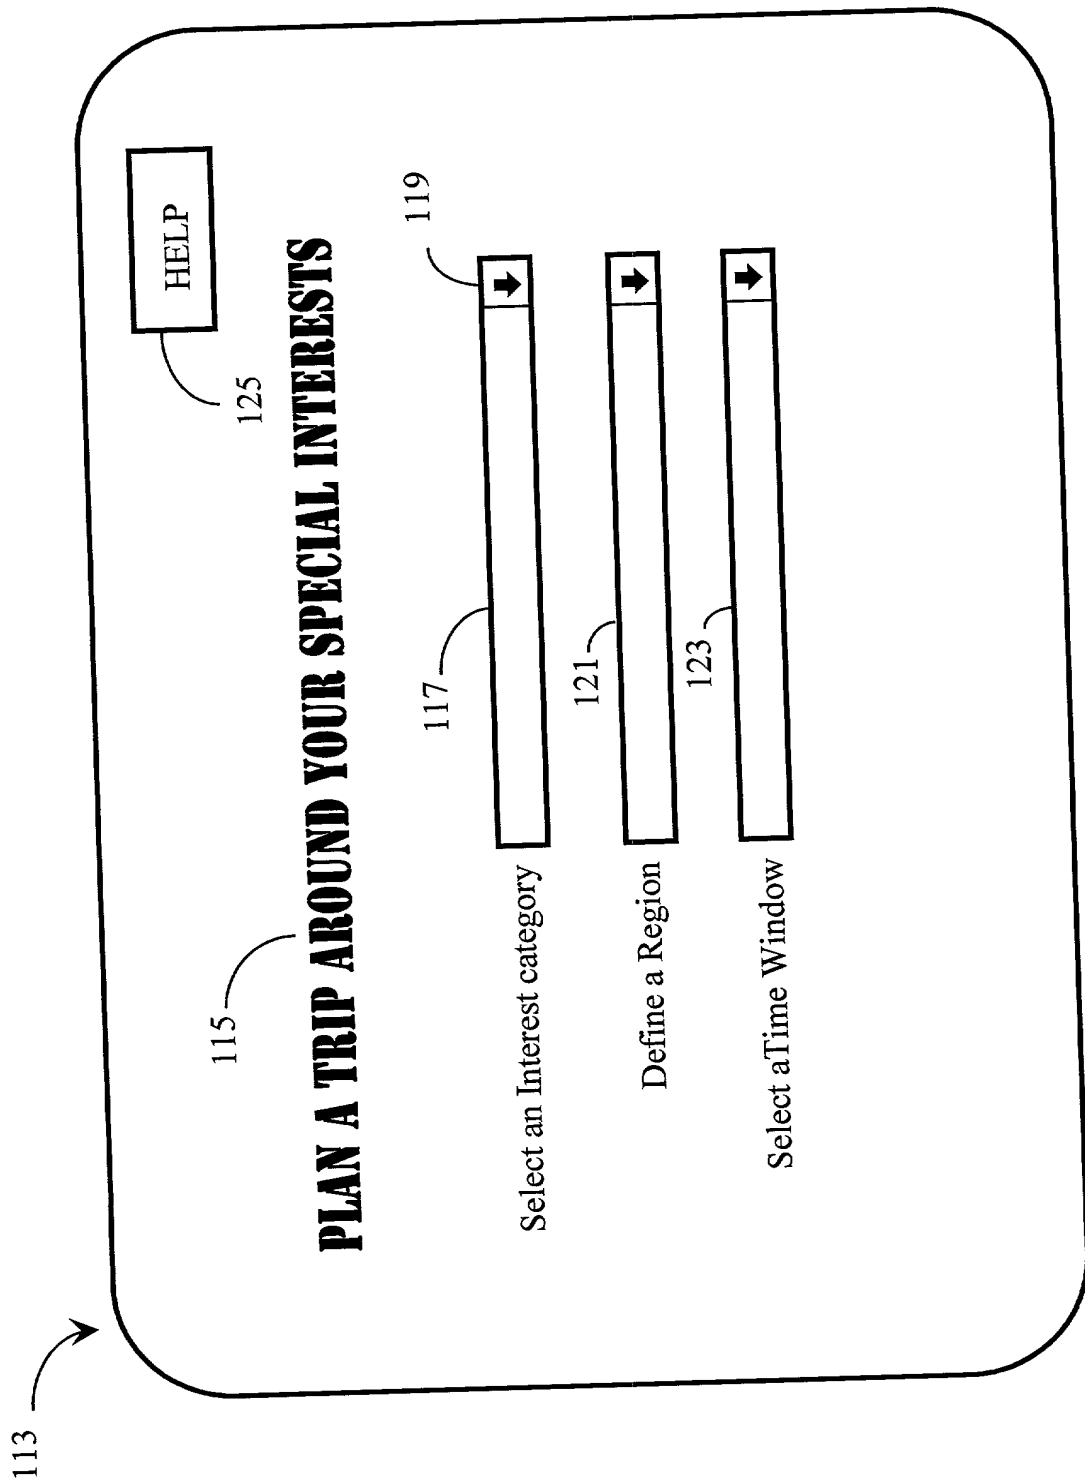 113
HELP
125
115
PLAN A TRIP AROUND YOUR SPECIAL INTERESTS
117
119
Select an Interest category
121
Define a Region
123
Select aTime Window